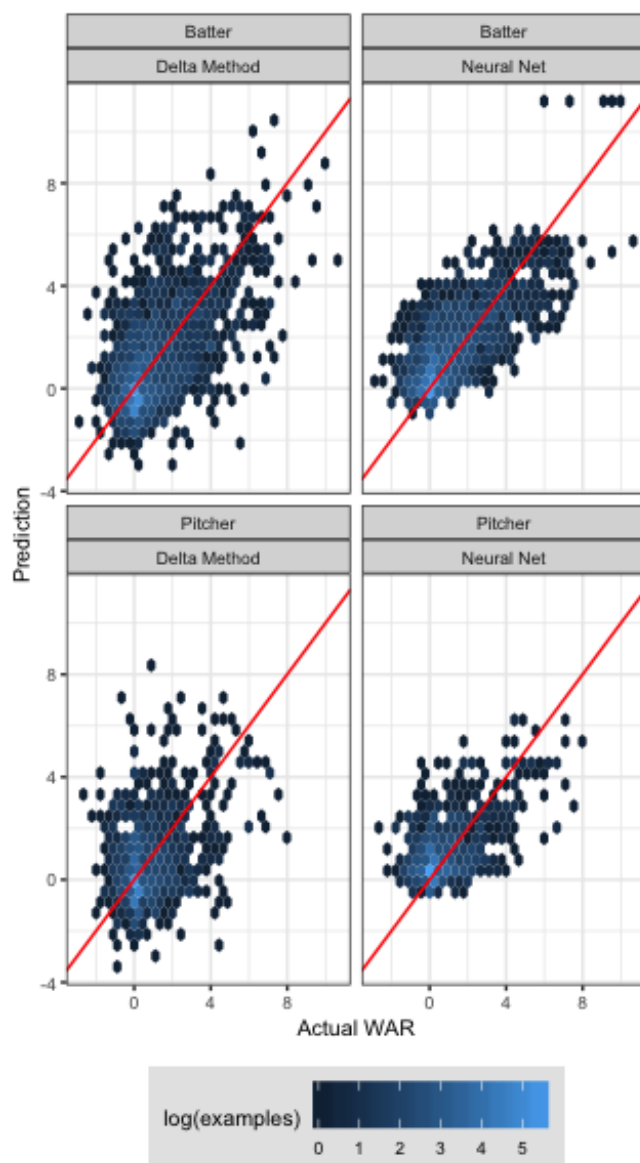 Batter Batter
Delta Method Neural Net
8
4
0
-4
Prediction
Pitcher Pitcher
Delta Method Neural Net
8
4
0
-4
0 4 8 0 4 8
Actual WAR
log(examples)
0 1 2 3 4 5